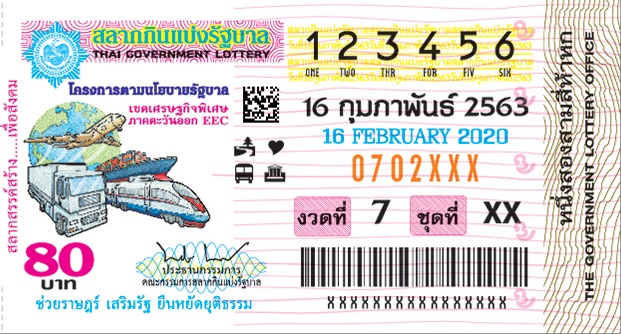 สลากกินแบ่งรัฐบาล
THAI GOVERNMENT LOTTERY
โครงการตามนโยบายรัฐบาล
เขตเศรษฐกิจพิเศษ
ภาคตะวันออก EEC
สลากสรรค์สร้าง.....เพื่อสังคม
80
บาท
ประธานกรรมการ
คณะกรรมการสลากกินแบ่งรัฐบาล
ช่วยราษฎร์ เสริมรัฐ ยืนหยัดยุติธรรม
1 2 3 4 5 6
ONE TWO THR FOR FIV SIX
16 กุมภาพันธ์ 2563
16 FEBRUARY 2020
0702XXX
งวดที่ 7 ชุดที่ XX
XXXXXXXXXXXXXXX
หนึ่งสองสามสี่ห้าหก
THE GOVERNMENT LOTTERY OFFICE